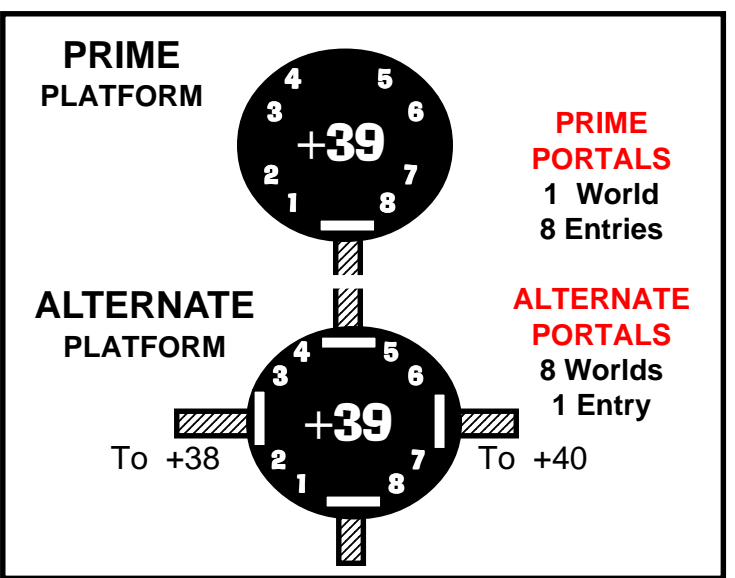 PRIME
PLATFORM
4 5
3 6
+39
2 7
1 8
PRIME
PORTALS
1 World
8 Entries
ALTERNATE
PLATFORM
4 5
3 6
+39
2 7
1 8
To +38
To +40
ALTERNATE
PORTALS
8 Worlds
1 Entry